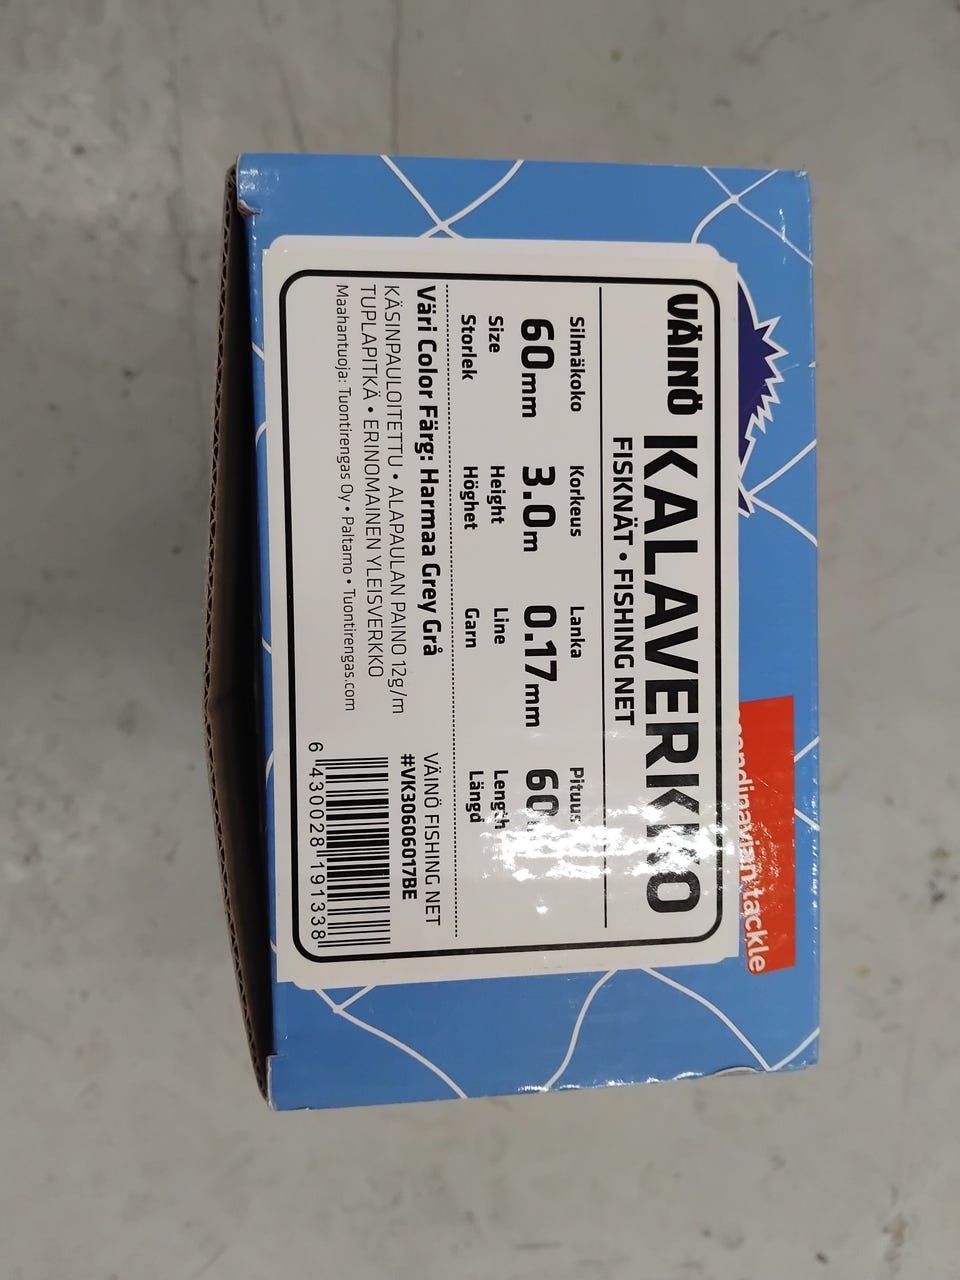 scandinavian tackle
VÄINÖ KALAVERKKO
FISKNÄT • FISHING NET
Silmäkoko Korkeus Lanka Pituus
60mm 3.0m 0.17mm 60m
Size Height Line Length
Storlek Höghet Garn Längd
Väri Color Färg: Harmaa Grey Grå
KÄSINPAULOITETTU • ALAPAULAN PAINO 12g/m
TUPLAPITKÄ • ERINOMAINEN YLEISVERKKO
Maahantuoja: Tuontirengas Oy • Paltamo • Tuontirengas.com
VÄINÖ FISHING NET
#VK30606017BE
6 430028 191338